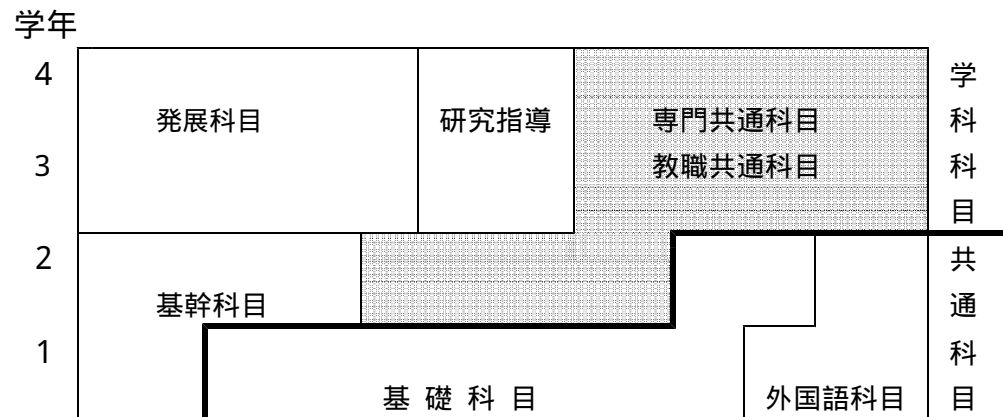 学年
4
発展科目
研究指導
専門共通科目
3
教職共通科目
学科科目
2
基幹科目
共通科目
1
基 礎 科 目
外国語科目